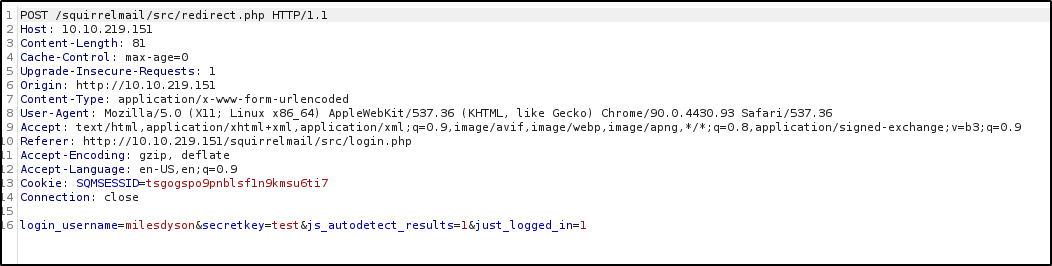 1 POST /squirrelmail/src/redirect.php HTTP/1.1
2 Host: 10.10.219.151
3 Content-Length: 81
4 Cache-Control: max-age=0
5 Upgrade-Insecure-Requests: 1
6 Origin: http://10.10.219.151
7 Content-Type: application/x-www-form-urlencoded
8 User-Agent: Mozilla/5.0 (X11; Linux x86_64) AppleWebKit/537.36 (KHTML, like Gecko) Chrome/90.0.4430.93 Safari/537.36
9 Accept: text/html,application/xhtml+xml,application/xml;q=0.9,image/avif,image/webp,image/apng,*/*;q=0.8,application/signed-exchange;v=b3;q=0.9
10 Referer: http://10.10.219.151/squirrelmail/src/login.php
11 Accept-Encoding: gzip, deflate
12 Accept-Language: en-US,en;q=0.9
13 Cookie: SQMSESSID=tsgogspo9pnblsf1n9kmsu6ti7
14 Connection: close
15
16 login_username=milesdyson&secretkey=test&js_autodetect_results=1&just_logged_in=1